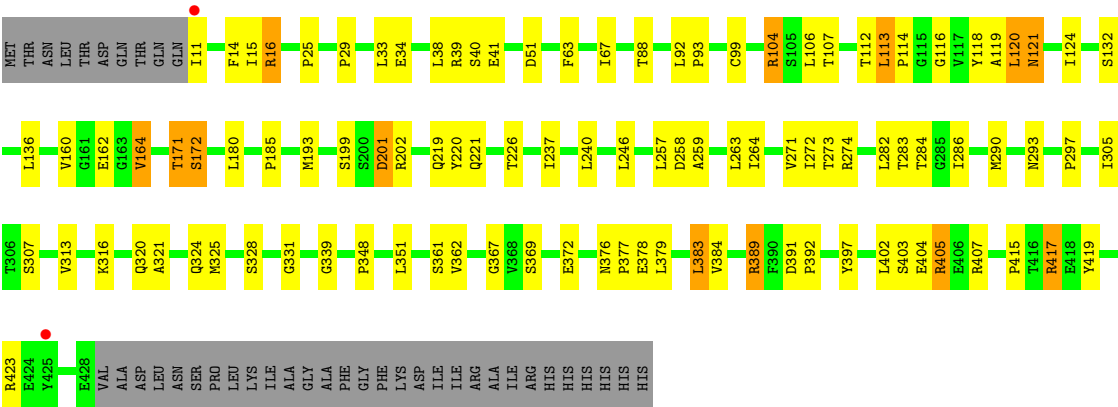 MET THR ASN LEU THR ASP GLN THR GLN GLN I11 F14 I15 R16 P25 P29 L33 E34 L38 R39 S40 E41 D51 F63 I67 T88 L92 P93 C99 R104 S105 L106 T107 T112 L113 P114 G115 G116 V117 Y118 A119 L120 N121 I124 S132
L136 V160 G161 E162 G163 V164 T171 S172 L180 P185 M193 S199 S200 D201 R202 Q219 Y220 Q221 T226 I237 L240 L246 L257 D258 A259 L263 I264 V271 I272 T273 R274 L282 T283 T284 G285 I286 M290 N293 P297 L305
T306 S307 V313 K316 Q320 A321 Q324 M325 S328 G331 G339 P348 L351 S361 V362 G367 V368 S369 E372 N376 P377 E378 L379 L383 V384 R389 F390 D391 P392 Y397 L402 S403 E404 R405 E406 R407 P415 T416 R417 E418 Y419
R423 E424 Y425 E428 VAL ALA ASP LEU ASN SER PRO LEU LYS ILE ALA GLY ALA PHE GLY PHE LYS ASP ILE ILE ARG ALA ILE ARG HIS HIS HIS HIS HIS HIS